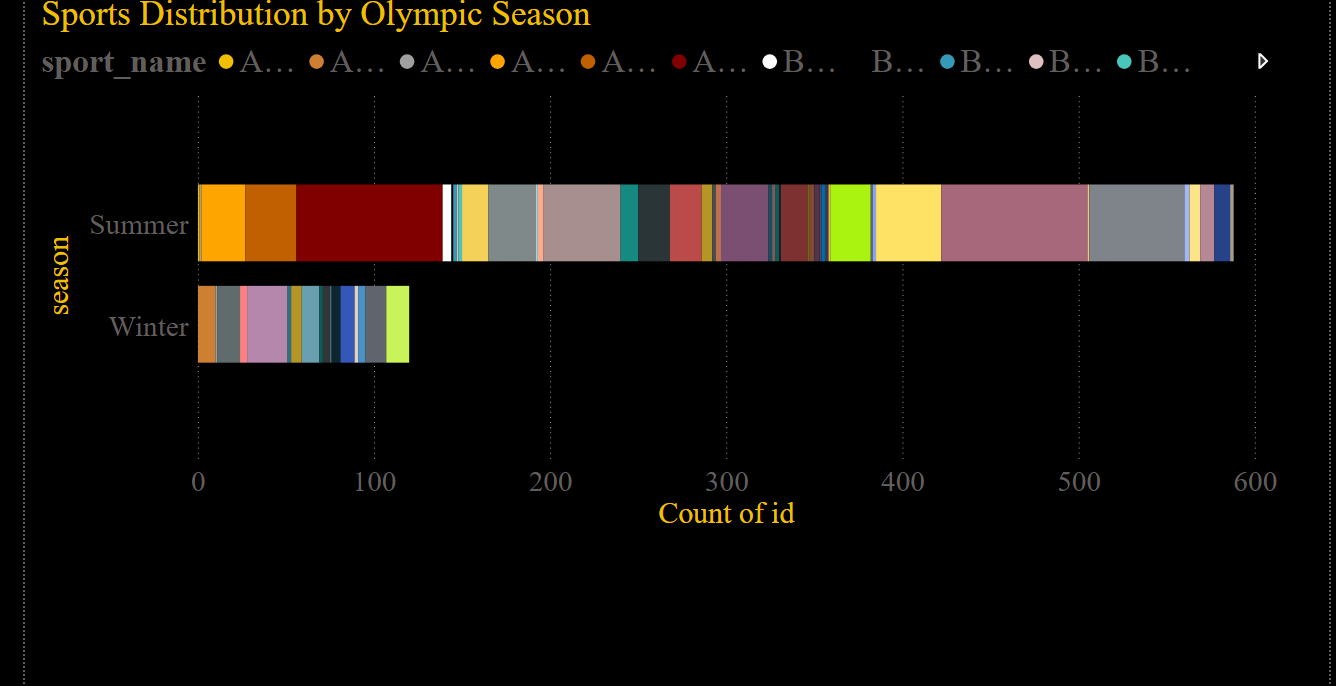 Sports Distribution by Olympic Season
sport_name A... A... A... A... A... A... B... B... B... B... B...
Summer
Winter
season
0 100 200 300 400 500 600
Count of id